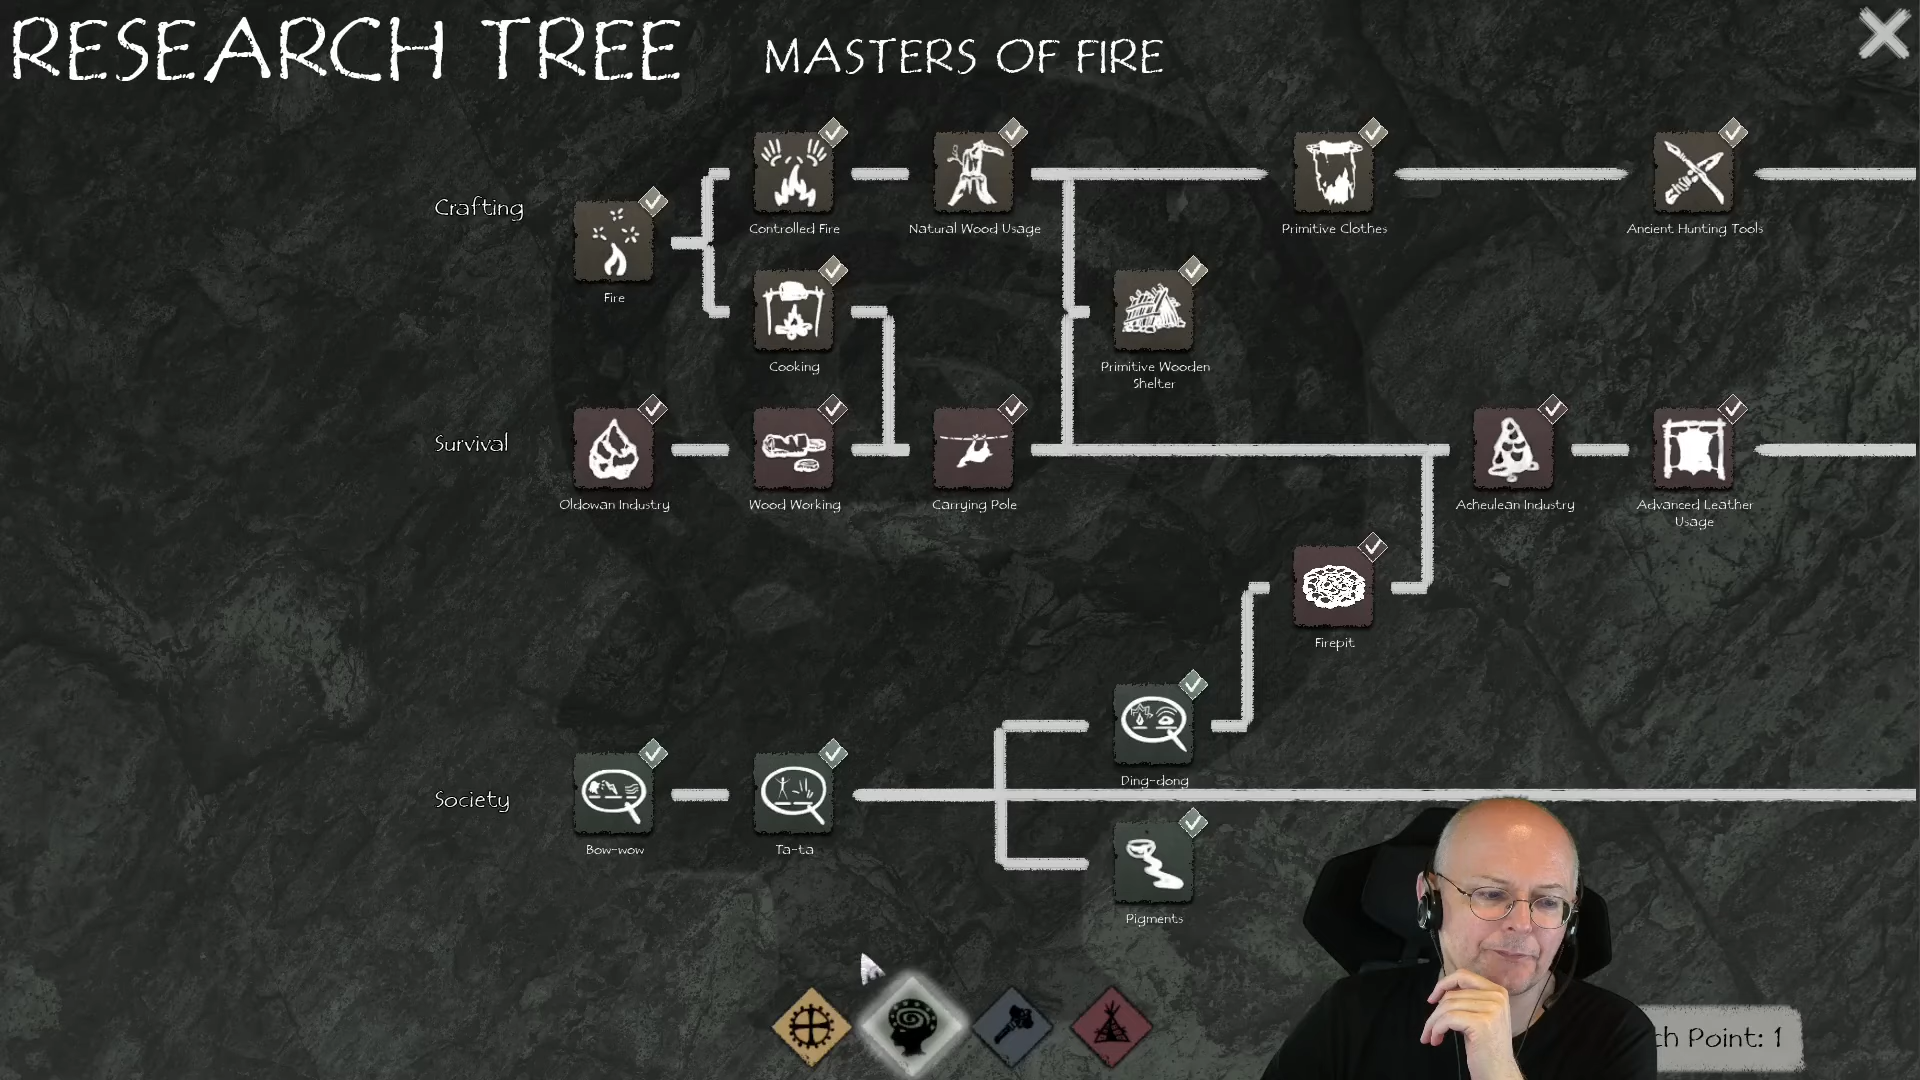 RESEARCH TREE
MASTERS OF FIRE
Crafting
Controlled Fire
Natural Wood Usage
Primitive Clothes
Ancient Hunting Tools
Fire
Cooking
Primitive Wooden
Shelter
Survival
Oldowan Industry
Wood Working
Carrying Pole
Acheulean Industry
Advanced Leather
Usage
Firepit
Ding-dong
Society
Bow-wow
Ta-ta
Pigments
ch Point: 1